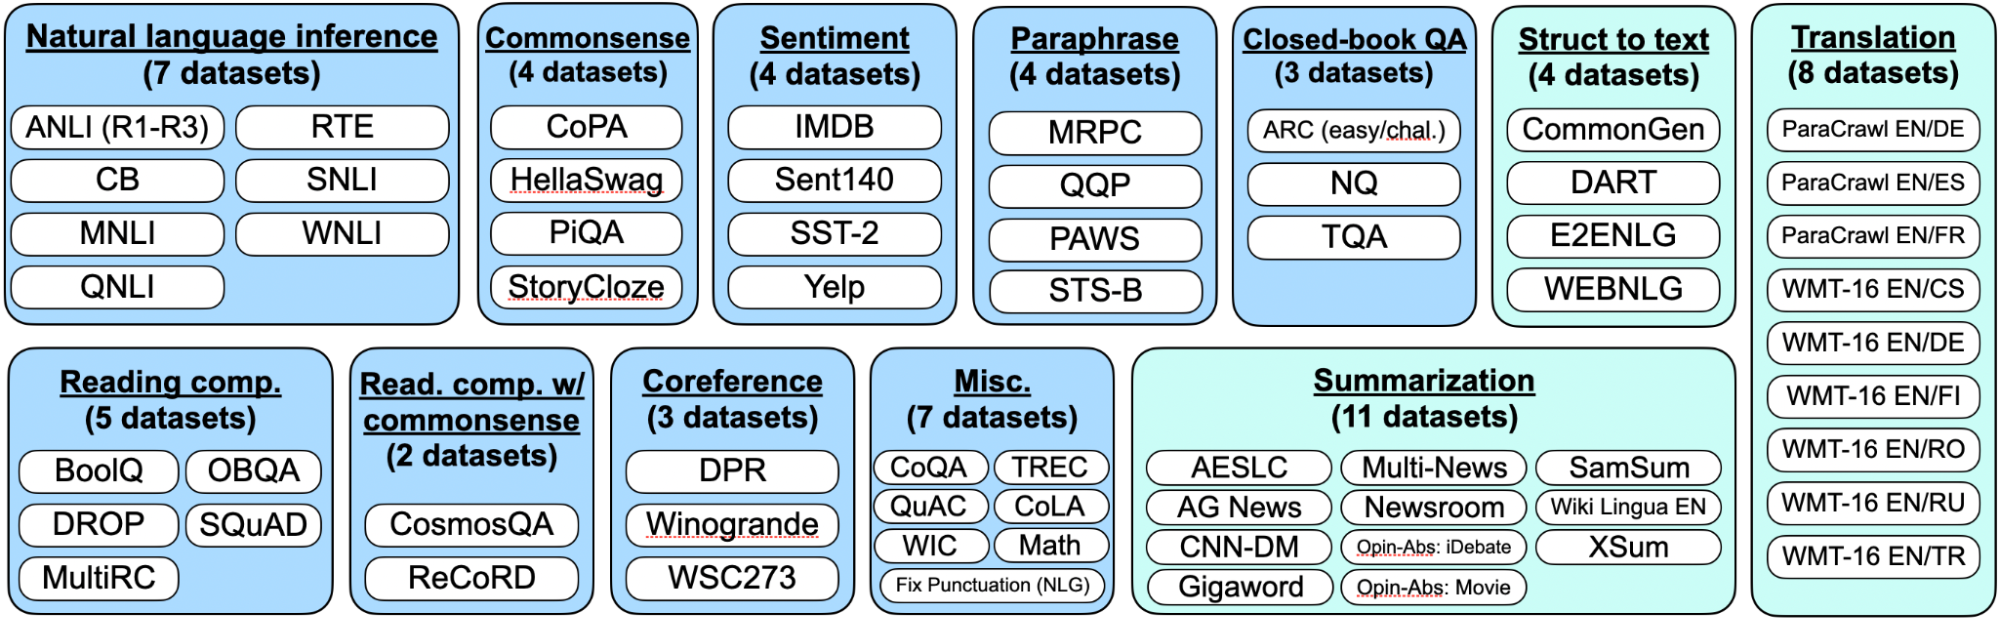 Natural language inference
(7 datasets)
ANLI (R1-R3)
RTE
CB
SNLI
MNLI
WNLI
QNLI
Commonsense
(4 datasets)
CoPA
HellaSwag
PiQA
StoryCloze
Sentiment
(4 datasets)
IMDB
Sent140
SST-2
Yelp
Paraphrase
(4 datasets)
MRPC
QQP
PAWS
STS-B
Closed-book QA
(3 datasets)
ARC (easy/chal.)
NQ
TQA
Struct to text
(4 datasets)
CommonGen
DART
E2ENLG
WEBNLG
Translation
(8 datasets)
ParaCrawl EN/DE
ParaCrawl EN/ES
ParaCrawl EN/FR
WMT-16 EN/CS
WMT-16 EN/DE
WMT-16 EN/FI
WMT-16 EN/RO
WMT-16 EN/RU
WMT-16 EN/TR
Reading comp.
(5 datasets)
BoolQ
OBQA
DROP
SQuAD
MultiRC
Read. comp. w/
commonsense
(2 datasets)
CosmosQA
ReCoRD
Coreference
(3 datasets)
DPR
Winogrande
WSC273
Misc.
(7 datasets)
CoQA
TREC
QuAC
CoLA
WIC
Math
Fix Punctuation (NLG)
Summarization
(11 datasets)
AESLC
Multi-News
SamSum
AG News
Newsroom
Wiki Lingua EN
CNN-DM
Opin-Abs: iDebate
XSum
Gigaword
Opin-Abs: Movie